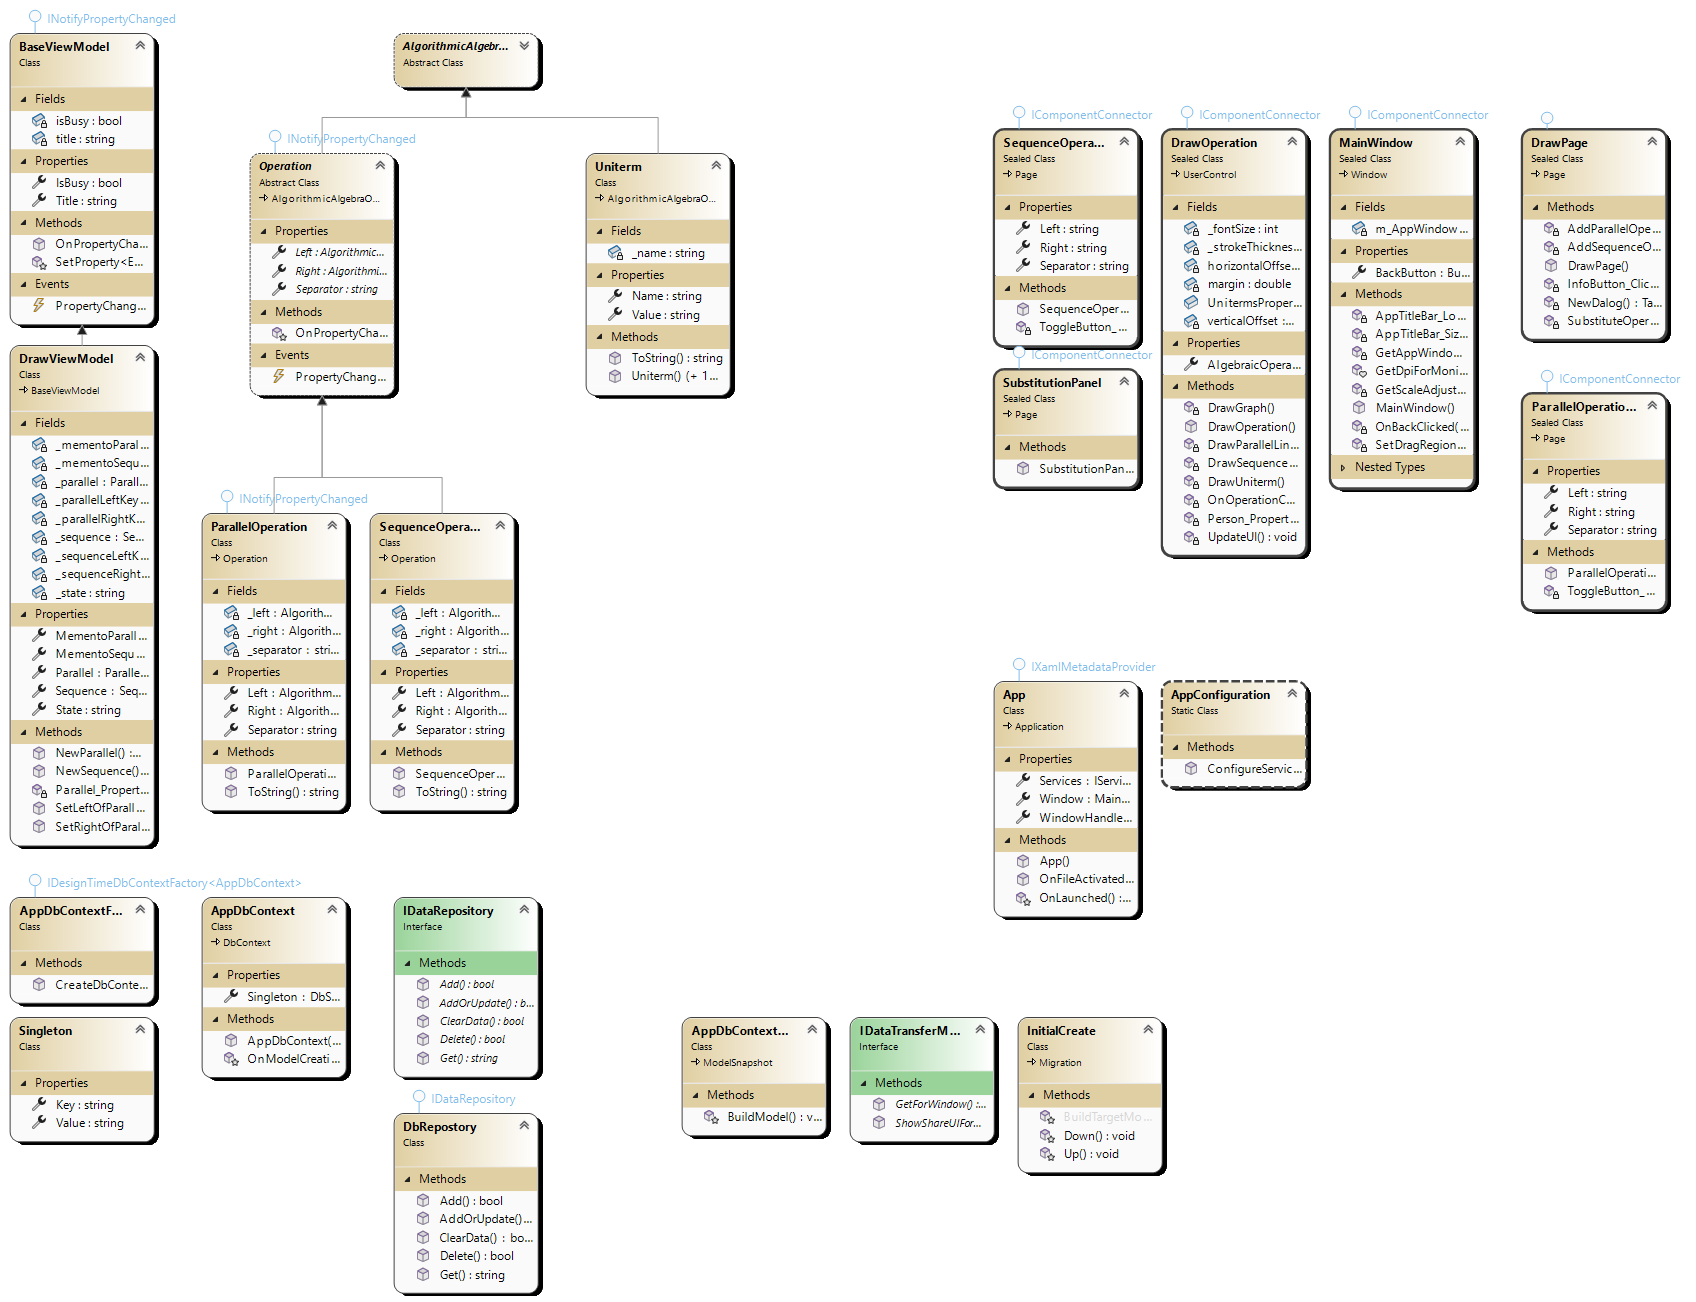 INotifyPropertyChanged
BaseViewModel
Class
Fields
isBusy : bool
title : string
Properties
IsBusy : bool
Title : string
Methods
OnPropertyCha...
SetProperty<E...
Events
PropertyChang...
DrawViewModel
Class
BaseViewModel
Fields
_mementoParal...
_mementoSequ...
_parallel : Parall...
_parallelLeftKey...
_parallelRightK...
_sequence : Se...
_sequenceLeftK...
_sequenceRight...
_state : string
Properties
MementoParall...
MementoSequ...
Parallel : Paralle...
Sequence : Seq...
State : string
Methods
NewParallel() :...
NewSequence()...
Parallel_Propert...
SetLeftOfParall...
SetRightOfParal...
AlgorithmicAlgebr...
Abstract Class
INotifyPropertyChanged
Operation
Abstract Class
AlgorithmicAlgebraO...
Properties
Left : Algorithmic...
Right : Algorithmi...
Separator : string
Methods
OnPropertyCha...
Events
PropertyChang...
Uniterm
Class
AlgorithmicAlgebraO...
Fields
_name : string
Properties
Name : string
Value : string
Methods
ToString() : string
Uniterm() (+ 1...
INotifyPropertyChanged
ParallelOperation
Class
Operation
Fields
_left : Algorith...
_right : Algorith...
_separator : stri...
Properties
Left : Algorithm...
Right : Algorith...
Separator : string
Methods
ParallelOperati...
ToString() : string
SequenceOpera...
Class
Operation
Fields
_left : Algorith...
_right : Algorith...
_separator : stri...
Properties
Left : Algorithm...
Right : Algorith...
Separator : string
Methods
SequenceOper...
ToString() : string
IComponentConnector
SequenceOpera...
Sealed Class
Page
Properties
Left : string
Right : string
Separator : string
Methods
SequenceOper...
ToggleButton_...
IComponentConnector
SubstitutionPanel
Sealed Class
Page
Methods
SubstitutionPan...
IComponentConnector
DrawOperation
Sealed Class
UserControl
Fields
_fontSize : int
_strokeThicknes...
horizontalOffse...
margin : double
UnitermsProper...
verticalOffset :...
Properties
AlgebraicOpera...
Methods
DrawGraph()
DrawOperation()
DrawParallelLin...
DrawSequence...
DrawUniterm()
OnOperationC...
Person_Propert...
UpdateUI() : void
IComponentConnector
MainWindow
Sealed Class
Window
Fields
m_AppWindow...
Properties
BackButton : Bu...
Methods
AppTitleBar_Lo...
AppTitleBar_Siz...
GetAppWindo...
GetDpiForMoni...
GetScaleAdjust...
MainWindow()
OnBackClicked(...
SetDragRegion...
Nested Types
DrawPage
Sealed Class
Page
Methods
AddParallelOpe...
AddSequenceO...
DrawPage()
InfoButton_Clic...
NewDalog() : Ta...
SubstituteOper...
IComponentConnector
ParallelOperatio...
Sealed Class
Page
Properties
Left : string
Right : string
Separator : string
Methods
ParallelOperati...
ToggleButton_...
IXamlMetadataProvider
App
Class
Application
Properties
Services : IServi...
Window : Main...
WindowHandle...
Methods
App()
OnFileActivated...
OnLaunched() :...
AppConfiguration
Static Class
Methods
ConfigureServic...
IDesignTimeDbContextFactory<AppDbContext>
AppDbContextF...
Class
Methods
CreateDbConte...
Singleton
Class
Properties
Key : string
Value : string
AppDbContext
Class
DbContext
Properties
Singleton : DbS...
Methods
AppDbContext(...
OnModelCreati...
IDataRepository
Interface
Methods
Add() : bool
AddOrUpdate() : b...
ClearData() : bool
Delete() : bool
Get() : string
IDataRepository
DbRepostory
Class
Methods
Add() : bool
AddOrUpdate()...
ClearData() : bo...
Delete() : bool
Get() : string
AppDbContext...
Class
ModelSnapshot
Methods
BuildModel() : v...
IDataTransferM...
Interface
Methods
GetForWindow() :...
ShowShareUIFor...
InitialCreate
Class
Migration
Methods
BuildTargetMo...
Down() : void
Up() : void